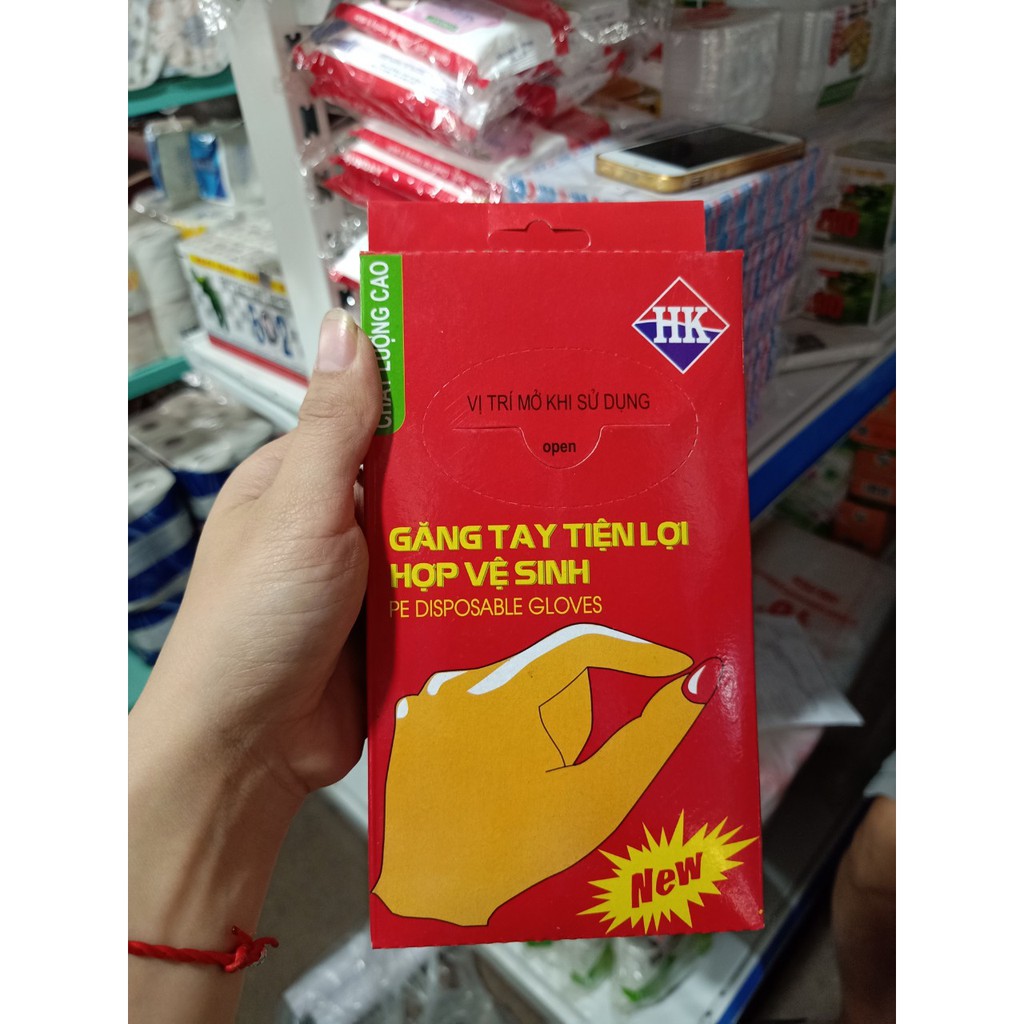 CHẤT LƯỢNG CAO
HK
VỊ TRÍ MỞ KHI SỬ DỤNG
open
GĂNG TAY TIỆN LỢI
HỢP VỆ SINH
PE DISPOSABLE GLOVES
New